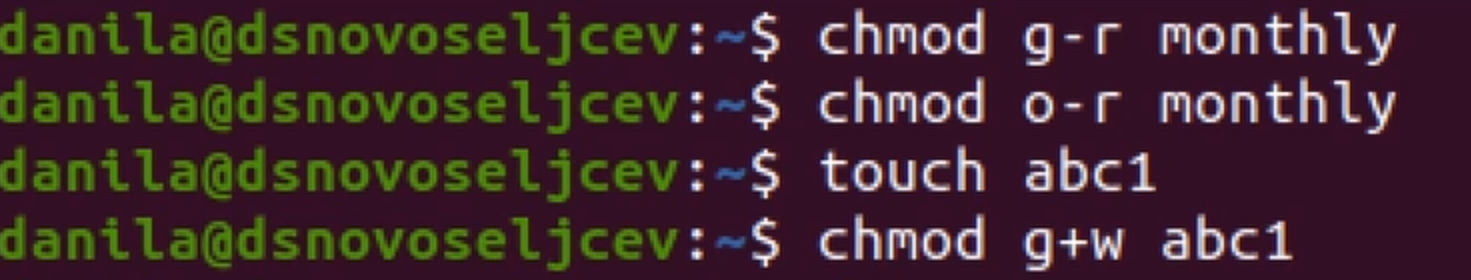 danila@dsnovoseljcev:~$ chmod g-r monthly
danila@dsnovoseljcev:~$ chmod o-r monthly
danila@dsnovoseljcev:~$ touch abc1
danila@dsnovoseljcev:~$ chmod g+w abc1